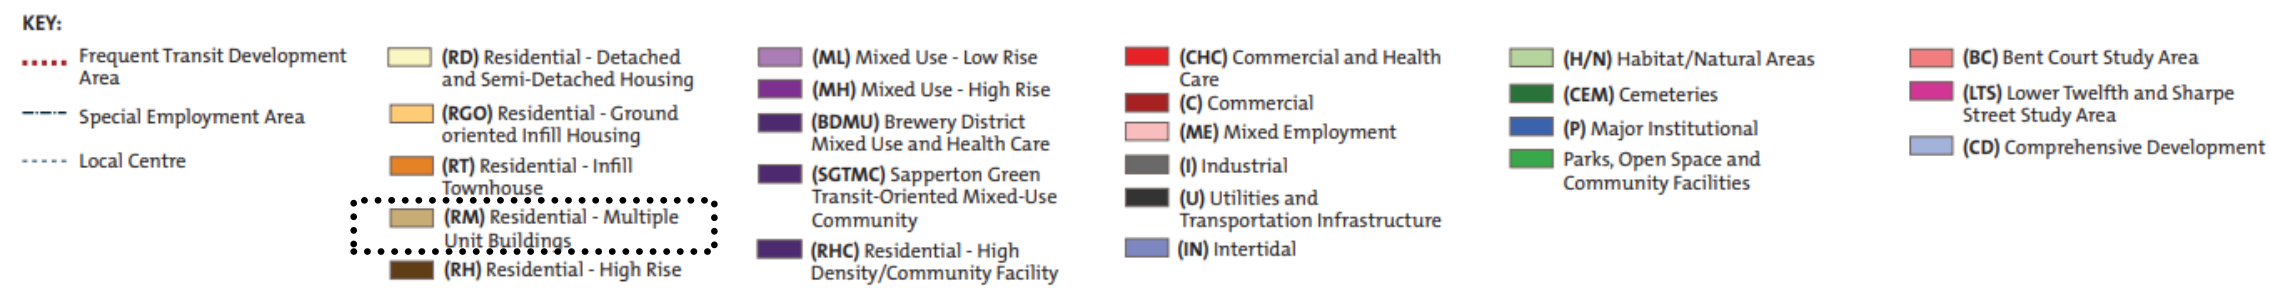 KEY:
Frequent Transit Development
Area
Special Employment Area
Local Centre
(RD) Residential - Detached
and Semi-Detached Housing
(RGO) Residential - Ground
oriented Infill Housing
(RT) Residential - Infill
Townhouse
(RM) Residential - Multiple
Unit Buildings
(RH) Residential - High Rise
(ML) Mixed Use - Low Rise
(MH) Mixed Use - High Rise
(BDMU) Brewery District
Mixed Use and Health Care
(SGTMC) Sapperton Green
Transit-Oriented Mixed-Use
Community
(RHC) Residential - High
Density/Community Facility
(CHC) Commercial and Health
Care
(C) Commercial
(ME) Mixed Employment
(I) Industrial
(U) Utilities and
Transportation Infrastructure
(IN) Intertidal
(H/N) Habitat/Natural Areas
(CEM) Cemeteries
(P) Major Institutional
Parks, Open Space and
Community Facilities
(BC) Bent Court Study Area
(LTS) Lower Twelfth and Sharpe
Street Study Area
(CD) Comprehensive Development